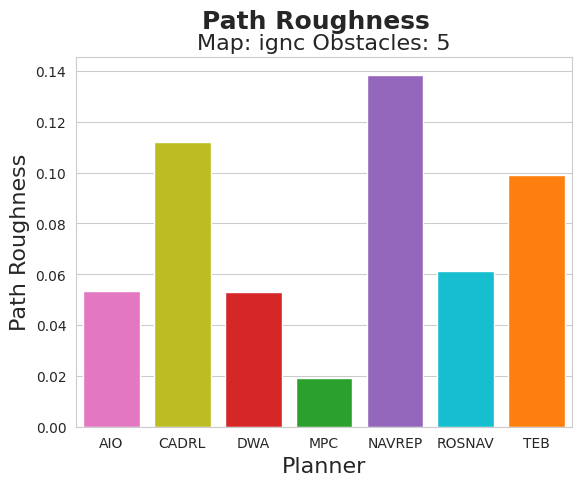 Path Roughness
Map: ignc Obstacles: 5
Path Roughness
0.14
0.12
0.10
0.08
0.06
0.04
0.02
0.00
AIO CADRL DWA MPC NAVREP ROSNAV TEB
Planner